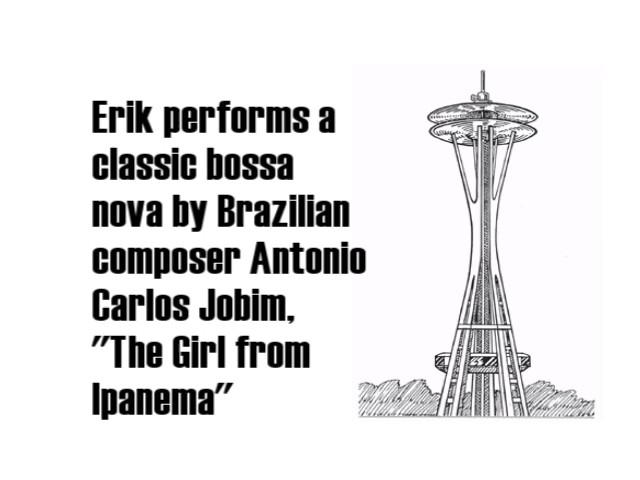 Erik performs a
classic bossa
nova by Brazilian
composer Antonio
Carlos Jobim,
"The Girl from
Ipanema"